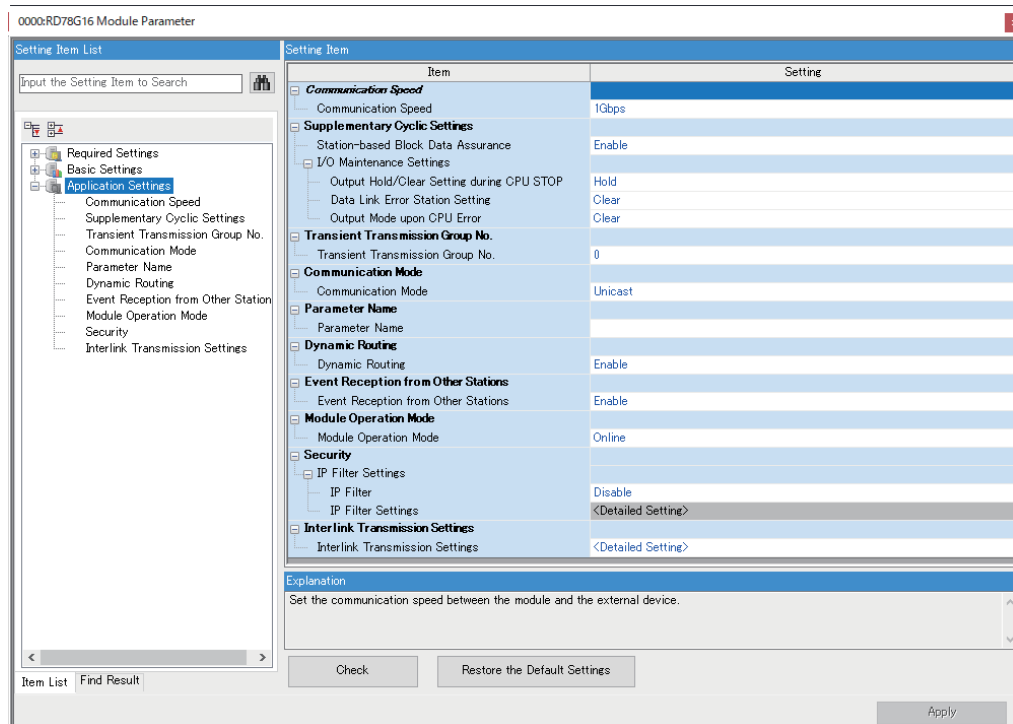 0000:RD78G16 Module Parameter
Setting Item List
Input the Setting Item to Search
Required Settings
Basic Settings
Application Settings
Communication Speed
Supplementary Cyclic Settings
Transient Transmission Group No.
Communication Mode
Parameter Name
Dynamic Routing
Event Reception from Other Station
Module Operation Mode
Security
Interlink Transmission Settings
Item List Find Result
Setting Item
Item Setting
Communication Speed
Communication Speed 1Gbps
Supplementary Cyclic Settings
Station-based Block Data Assurance Enable
I/O Maintenance Settings
Output Hold/Clear Setting during CPU STOP Hold
Data Link Error Station Setting Clear
Output Mode upon CPU Error Clear
Transient Transmission Group No.
Transient Transmission Group No. 0
Communication Mode
Communication Mode Unicast
Parameter Name
Parameter Name
Dynamic Routing
Dynamic Routing Enable
Event Reception from Other Stations
Event Reception from Other Stations Enable
Module Operation Mode
Module Operation Mode Online
Security
IP Filter Settings
IP Filter Disable
IP Filter Settings <Detailed Setting>
Interlink Transmission Settings
Interlink Transmission Settings <Detailed Setting>
Explanation
Set the communication speed between the module and the external device.
Check Restore the Default Settings
Apply